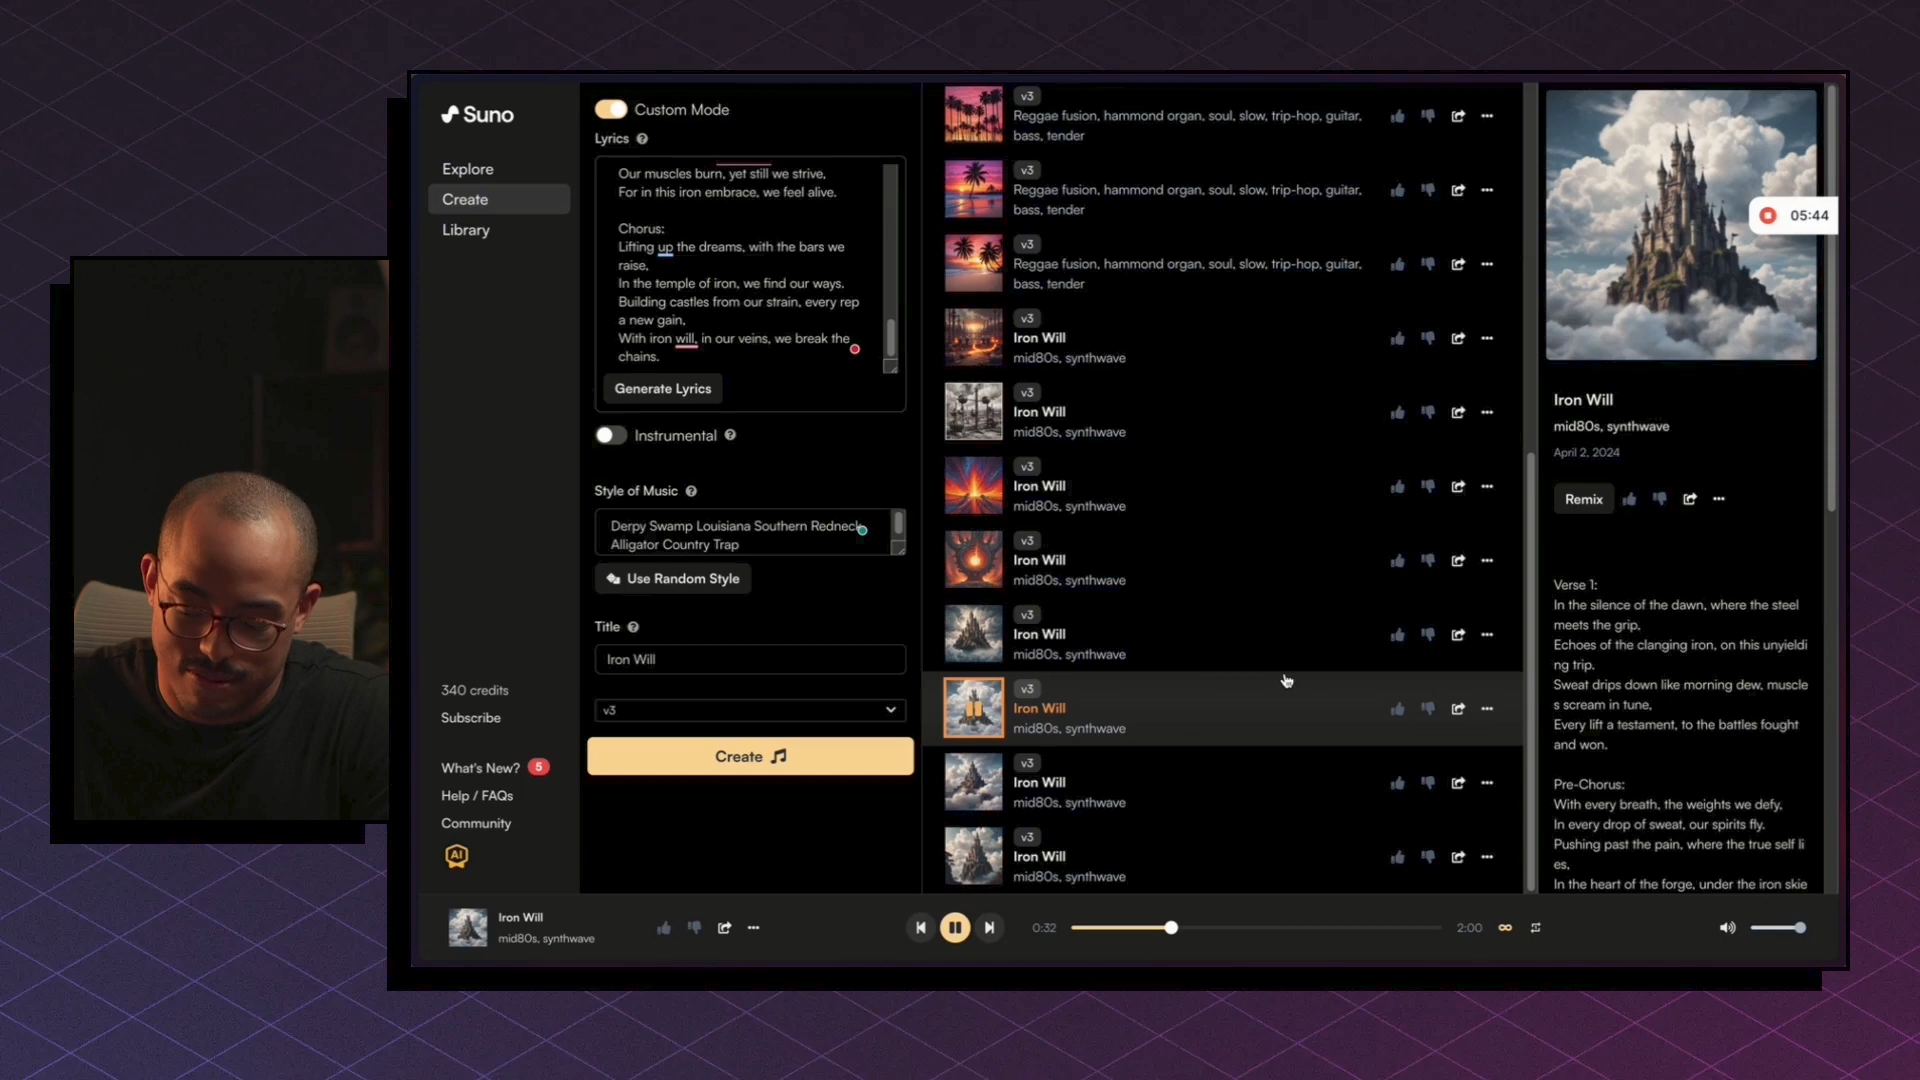 Suno
Explore
Create
Library
340 credits
Subscribe
What's New? 5
Help / FAQs
Community
AI
Custom Mode
Lyrics
Our muscles burn, yet still we strive,
For in this iron embrace, we feel alive.
Chorus:
Lifting up the dreams, with the bars we
raise,
In the temple of iron, we find our ways.
Building castles from our strain, every rep
a new gain,
With iron will, in our veins, we break the
chains.
Generate Lyrics
Instrumental
Style of Music
Derpy Swamp Louisiana Southern Redneck
Alligator Country Trap
Use Random Style
Title
Iron Will
v3
Create
v3
Reggae fusion, hammond organ, soul, slow, trip-hop, guitar,
bass, tender
v3
Reggae fusion, hammond organ, soul, slow, trip-hop, guitar,
bass, tender
v3
Reggae fusion, hammond organ, soul, slow, trip-hop, guitar,
bass, tender
v3
Iron Will
mid80s, synthwave
v3
Iron Will
mid80s, synthwave
v3
Iron Will
mid80s, synthwave
v3
Iron Will
mid80s, synthwave
v3
Iron Will
mid80s, synthwave
v3
Iron Will
mid80s, synthwave
v3
Iron Will
mid80s, synthwave
v3
Iron Will
mid80s, synthwave
05:44
Iron Will
mid80s, synthwave
April 2, 2024
Remix
Verse 1:
In the silence of the dawn, where the steel
meets the grip,
Echoes of the clanging iron, on this unyieldi
ng trip.
Sweat drips down like morning dew, muscle
s scream in tune,
Every lift a testament, to the battles fought
and won.
Pre-Chorus:
With every breath, the weights we defy,
In every drop of sweat, our spirits fly.
Pushing past the pain, where the true self li
es,
In the heart of the forge, under the iron skie
Iron Will
mid80s, synthwave
0:32
2:00